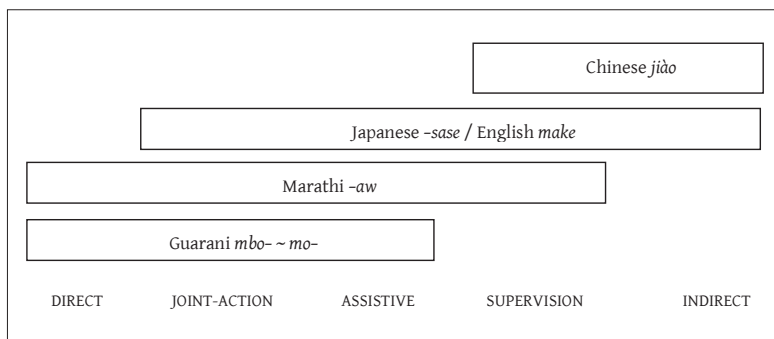 Chinese jiào
Japanese –sase / English make
Marathi –aw
Guarani mbo– ~ mo–
DIRECT JOINT-ACTION ASSISTIVE SUPERVISION INDIRECT